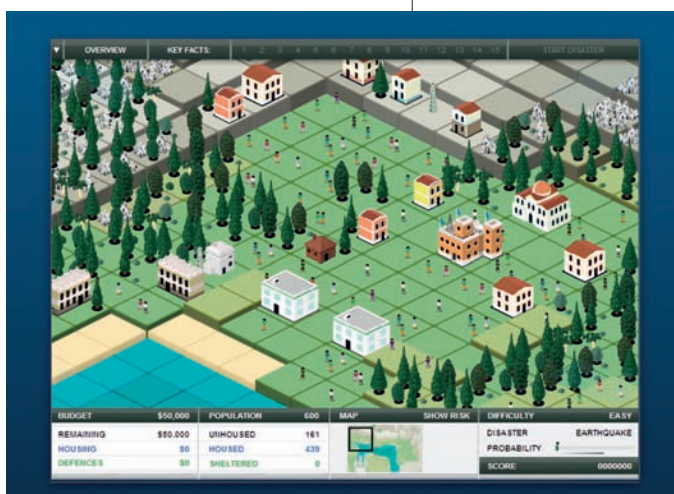 OVERVIEW KEY FACTS: 1 2 3 4 5 6 7 8 9 10 11 12 13 14 15 START DISASTER
BUDGET $50,000 POPULATION 600 MAP SHOW RISK DIFFICULTY EASY
REMAINING $50,000 UNHOUSED 161 DISASTER EARTHQUAKE
HOUSING $0 HOUSED 439 PROBABILITY
DEFENCES $0 SHELTERED 0 SCORE 0000000